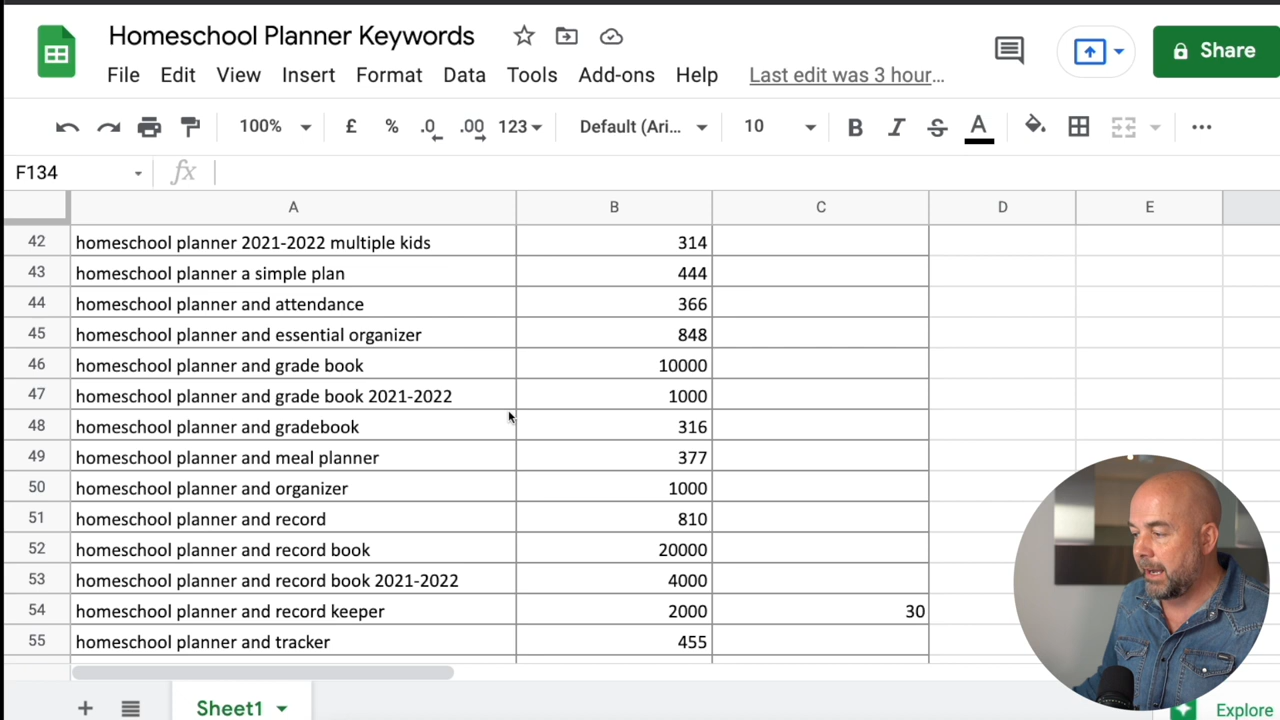 Homeschool Planner Keywords
Share
File Edit View Insert Format Data Tools Add-ons Help Last edit was 3 hour...
100% £ % .0 .00 123 Default (Ari... 10 B I S A
F134 fx
A B C D E
42 homeschool planner 2021-2022 multiple kids 314
43 homeschool planner a simple plan 444
44 homeschool planner and attendance 366
45 homeschool planner and essential organizer 848
46 homeschool planner and grade book 10000
47 homeschool planner and grade book 2021-2022 1000
48 homeschool planner and gradebook 316
49 homeschool planner and meal planner 377
50 homeschool planner and organizer 1000
51 homeschool planner and record 810
52 homeschool planner and record book 20000
53 homeschool planner and record book 2021-2022 4000
54 homeschool planner and record keeper 2000 30
55 homeschool planner and tracker 455
Sheet1
Explore